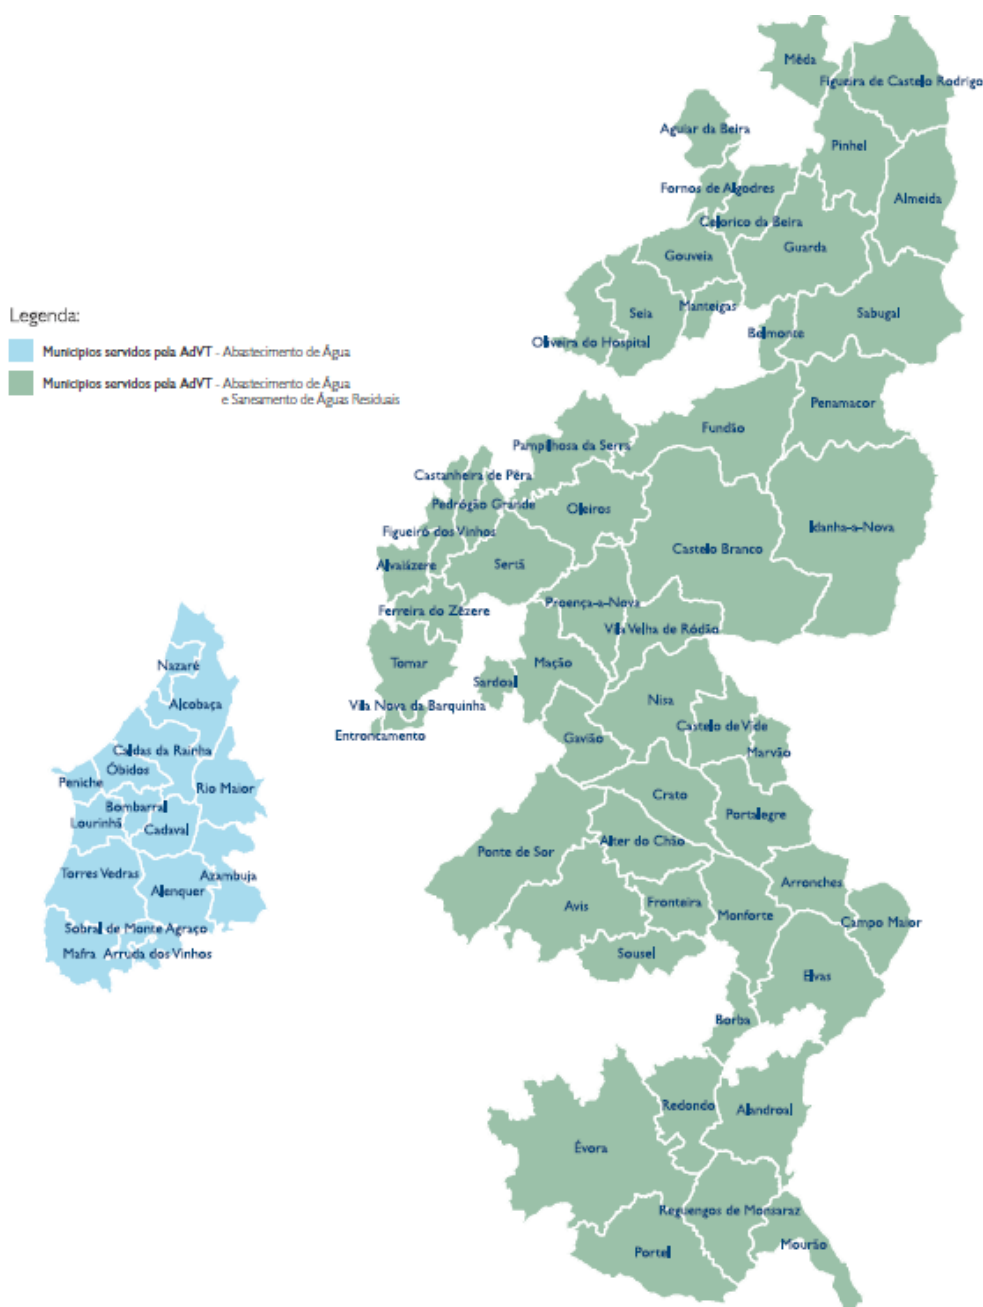 Mêda
Figueira de Castelo Rodrigo
Aguiar da Beira
Pinhel
Fornos de Algodres
Almeida
Celorico da Beira
Guarda
Gouveia
Manteigas
Seia
Sabugal
Legenda:
Belmonte
Oliveira do Hospital
Municípios servidos pela AdVT - Abastecimento de Água
Municípios servidos pela AdVT - Abastecimento de Água
e Saneamento de Águas Residuais
Penamacor
Fundão
Pampilhosa da Serra
Castanheira de Pêra
Pedrógão Grande
Oleiros
Idanha-a-Nova
Figueiró dos Vinhos
Castelo Branco
Alvaiázere
Sertã
Proença-a-Nova
Ferreira do Zêzere
Vila Velha de Ródão
Nazaré
Tomar
Mação
Sardoal
Alcobaça
Vila Nova da Barquinha
Nisa
Castelo de Vide
Entroncamento
Gavião
Marvão
Caldas da Rainha
Óbidos
Peniche
Rio Maior
Crato
Bombarral
Lourinhã
Cadaval
Portalegre
Alter do Chão
Ponte de Sor
Torres Vedras
Azambuja
Alenquer
Arronches
Fronteira
Avis
Monforte
Campo Maior
Sobral de Monte Agraço
Mafra
Arruda dos Vinhos
Sousel
Elvas
Borba
Redondo
Alandroal
Évora
Reguengos de Monsaraz
Mourão
Portel